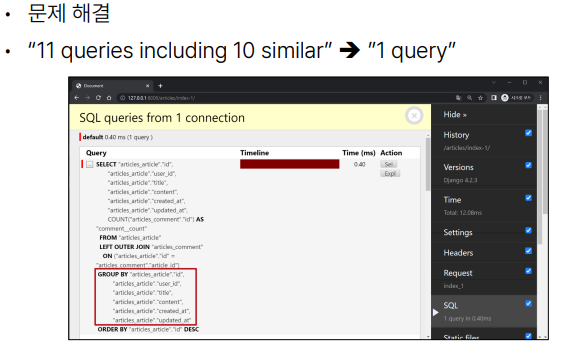 • 문제 해결
• “11 queries including 10 similar” ➔ ”1 query”
Document
127.0.0.1:8000/articles/index-1/
SQL queries from 1 connection
default 0.40 ms (1 query )
Query Timeline Time (ms) Action
SELECT "articles_article"."id", 0.40 Sel
"articles_article"."user_id", Expl
"articles_article"."title",
"articles_article"."content",
"articles_article"."created_at",
"articles_article"."updated_at",
COUNT("articles_comment"."id") AS
"comment__count"
FROM "articles_article"
LEFT OUTER JOIN "articles_comment"
ON ("articles_article"."id" =
"articles_comment"."article_id")
GROUP BY "articles_article"."id",
"articles_article"."user_id",
"articles_article"."title",
"articles_article"."content",
"articles_article"."created_at",
"articles_article"."updated_at"
ORDER BY "articles_article"."id" DESC
Hide »
History
/articles/index-1/
Versions
Django 4.2.3
Time
Total: 12.08ms
Settings
Headers
Request
index_1
SQL
1 query in 0.40ms
Static files